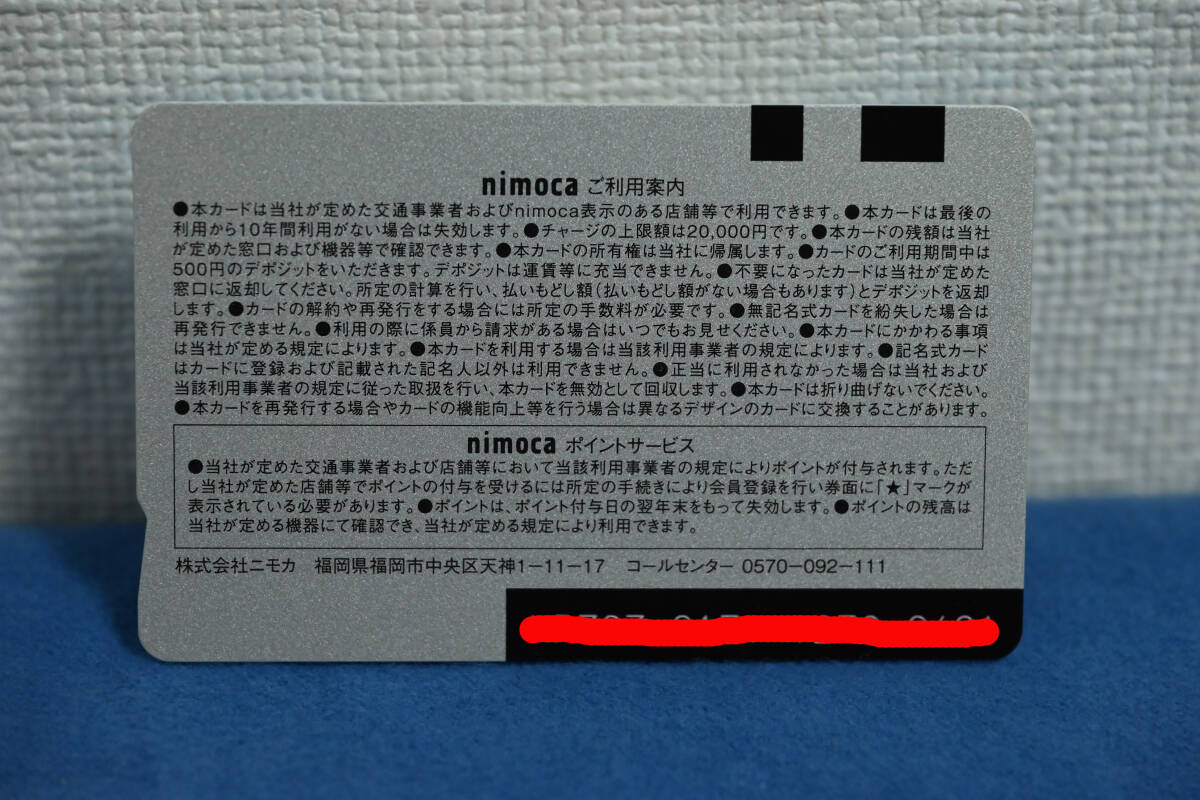 nimoca ご利用案内
●本カードは当社が定めた交通事業者およびnimoca表示のある店舗等で利用できます。●本カードは最後の
利用から10年間利用がない場合は失効します。●チャージの上限額は20,000円です。●本カードの残額は当社
が定めた窓口および機器等で確認できます。●本カードの所有権は当社に帰属します。●カードのご利用期間中は
500円のデポジットをいただきます。デポジットは運賃等に充当できません。●不要になったカードは当社が定めた
窓口に返却してください。所定の計算を行い、払いもどし額(払いもどし額がない場合もあります)とデポジットを返却
します。●カードの解約や再発行をする場合には所定の手数料が必要です。●無記名式カードを紛失した場合は
再発行できません。●利用の際に係員から請求がある場合はいつでもお見せください。●本カードにかかわる事項
は当社が定める規定によります。●本カードを利用する場合は当該利用事業者の規定によります。●記名式カード
はカードに登録および記載された記名人以外は利用できません。●正当に利用されなかった場合は当社および
当該利用事業者の規定に従った取扱を行い、本カードを無効として回収します。●本カードは折り曲げないでください。
●本カードを再発行する場合やカードの機能向上等を行う場合は異なるデザインのカードに交換することがあります。
nimoca ポイントサービス
●当社が定めた交通事業者および店舗等において当該利用事業者の規定によりポイントが付与されます。ただ
し当社が定めた店舗等でポイントの付与を受けるには所定の手続きにより会員登録を行い券面に「★」マークが
表示されている必要があります。●ポイントは、ポイント付与日の翌年末をもって失効します。●ポイントの残高は
当社が定める機器にて確認でき、当社が定める規定により利用できます。
株式会社ニモカ 福岡県福岡市中央区天神1-11-17 コールセンター 0570-092-111